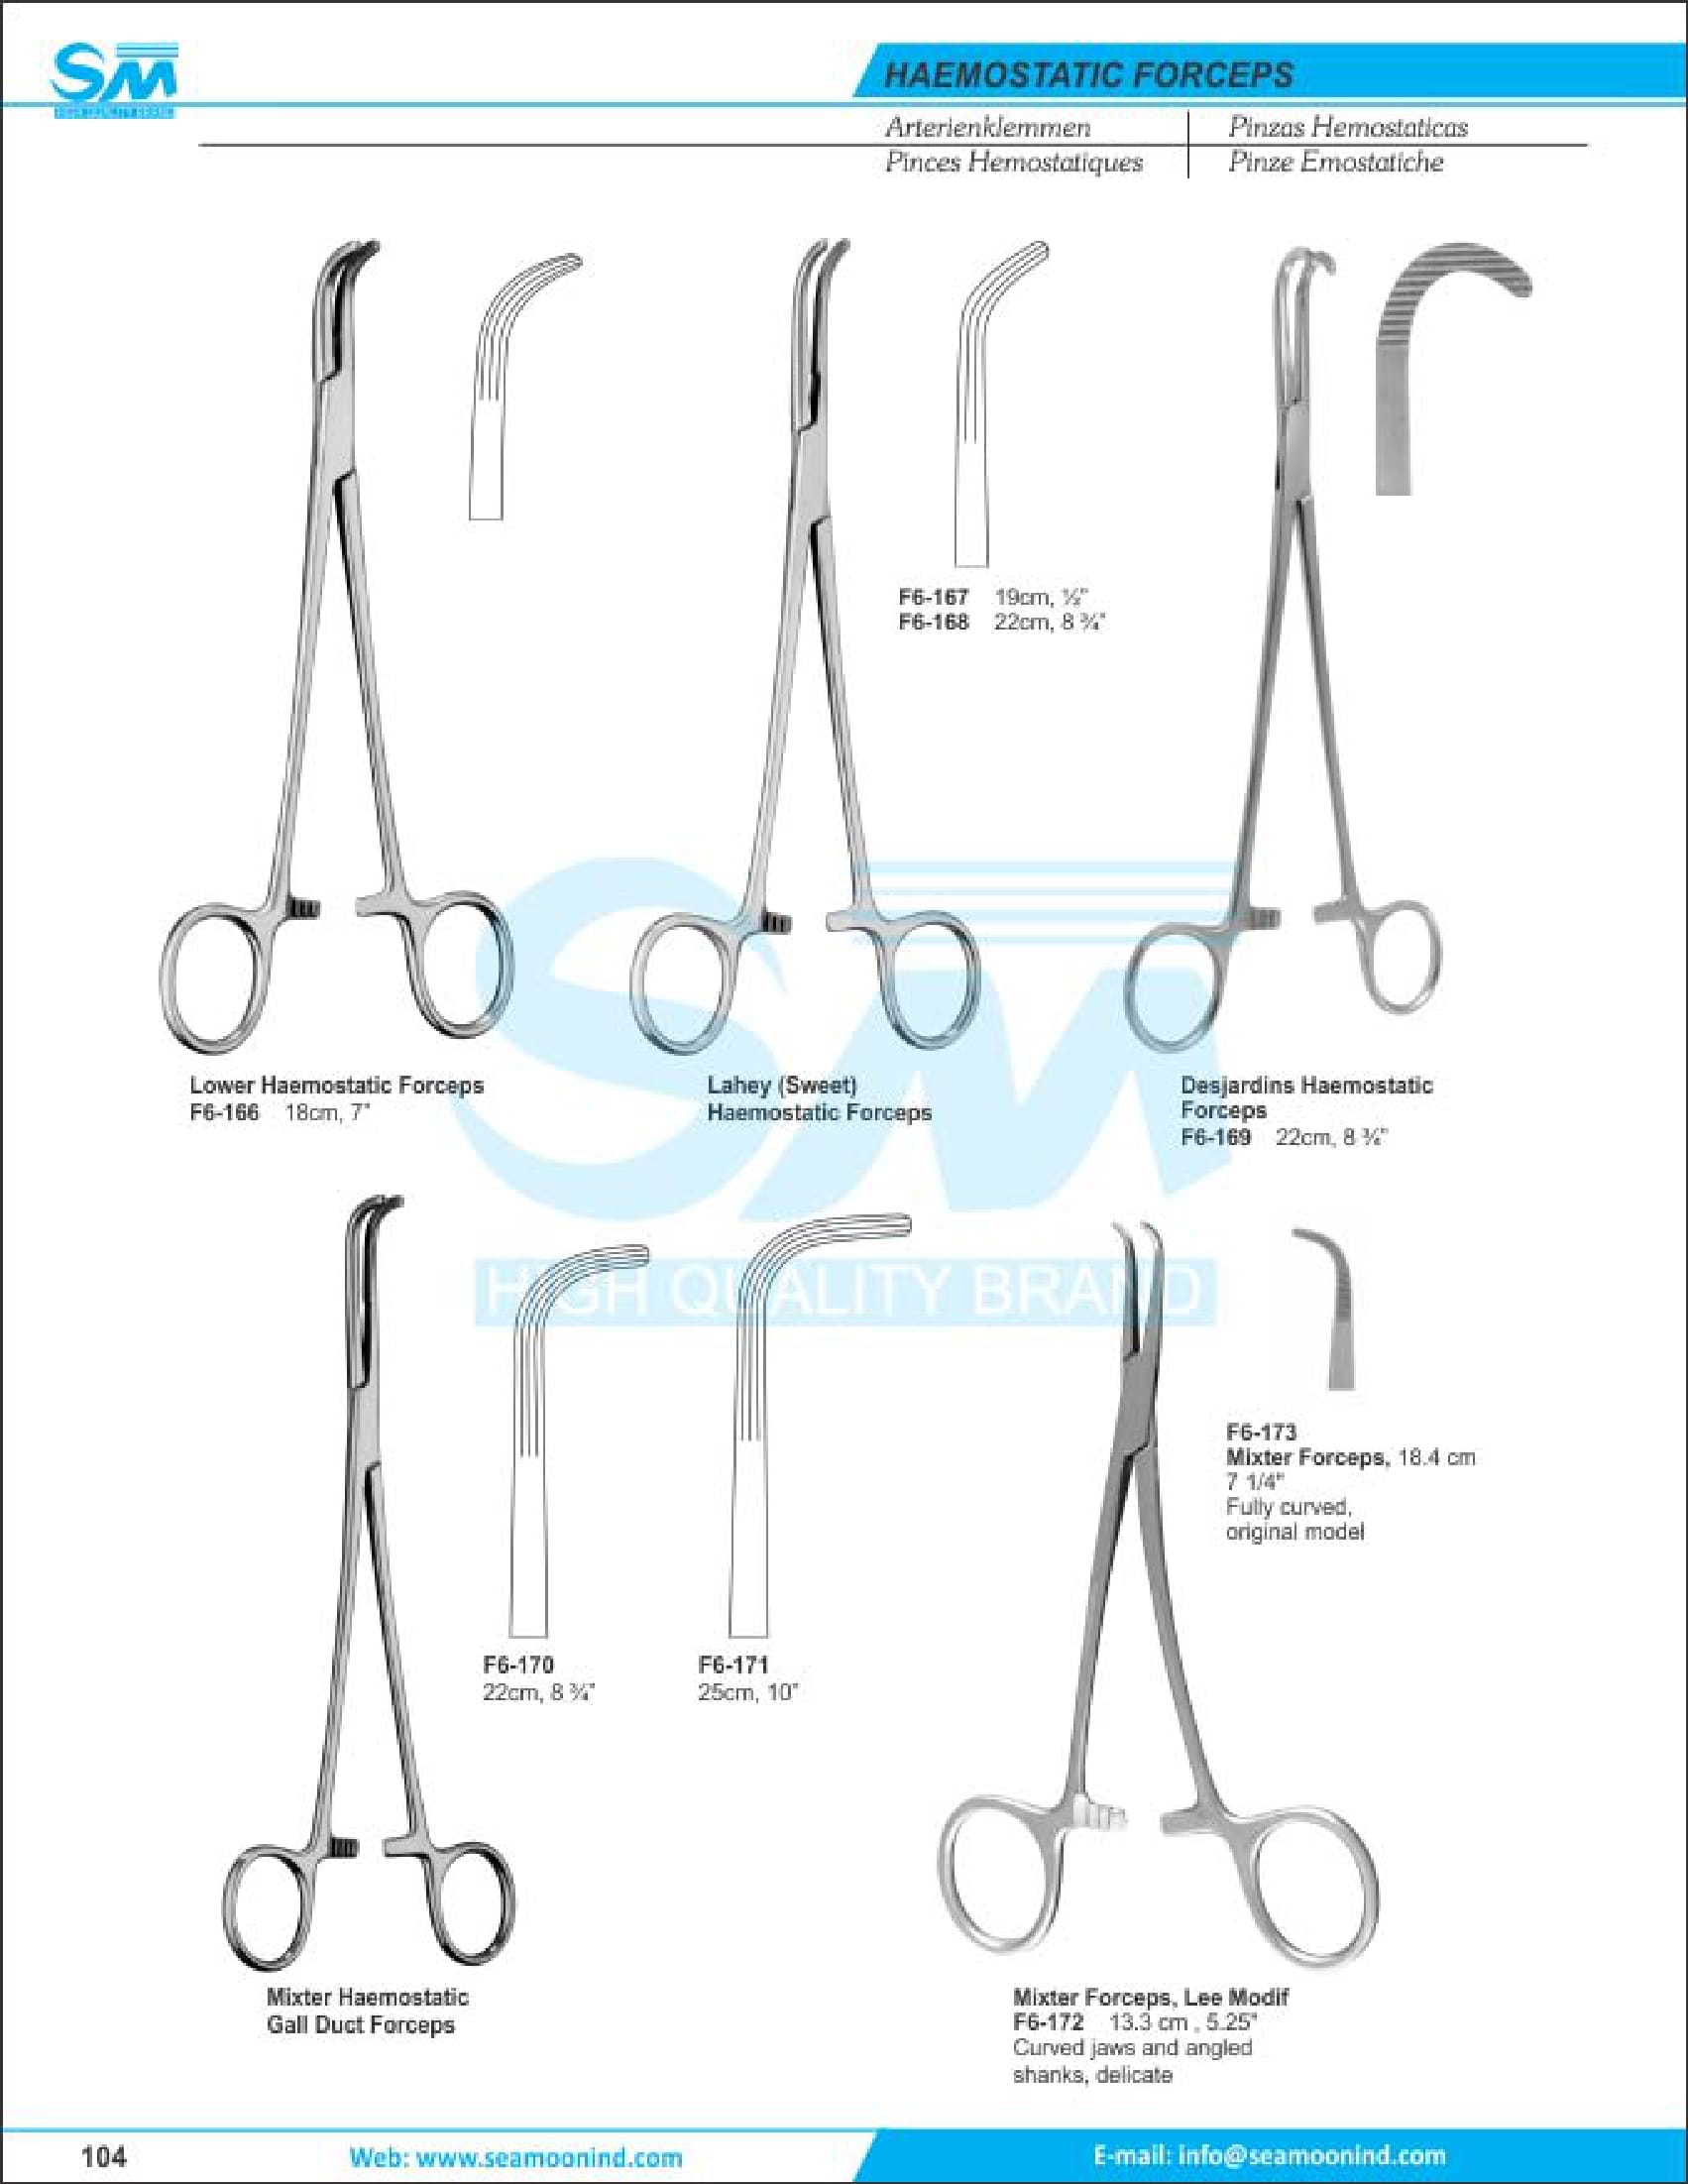 SM
HAEMOSTATIC FORCEPS
Arterienklemmen
Pinzas Hemostaticas
Pinces Hemostatiques
Pinze Emostatiche
F6-167 19cm, ½"
F6-168 22cm, 8 ¾"
Lower Haemostatic Forceps
F6-166 18cm, 7"
Lahey (Sweet)
Haemostatic Forceps
Desjardins Haemostatic
Forceps
F6-169 22cm, 8 ¾"
SM
HIGH QUALITY BRAND
F6-173
Mixter Forceps, 18.4 cm
7 1/4"
Fully curved,
original model
F6-170
22cm, 8 ¾"
F6-171
25cm, 10"
Mixter Haemostatic
Gall Duct Forceps
Mixter Forceps, Lee Modif
F6-172 13.3 cm , 5.25"
Curved jaws and angled
shanks, delicate
104
Web: www.seamoonind.com
E-mail: info@seamoonind.com